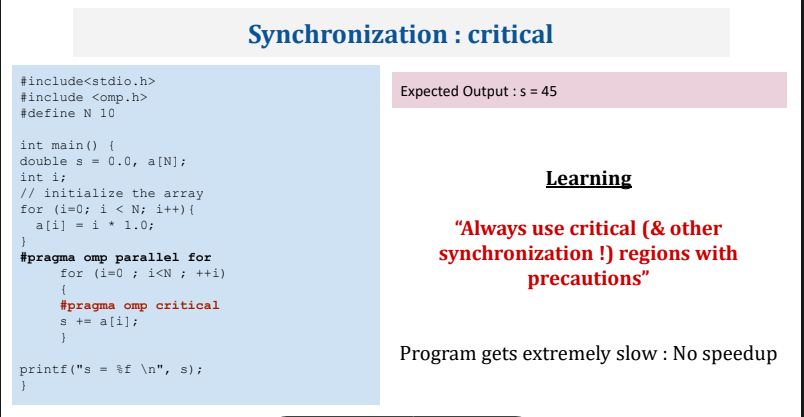 Synchronization : critical
#include<stdio.h>
#include <omp.h>
#define N 10
int main() {
double s = 0.0, a[N];
int i;
// initialize the array
for (i=0; i < N; i++){
a[i] = i * 1.0;
}
#pragma omp parallel for
for (i=0 ; i<N ; ++i)
{
#pragma omp critical
s += a[i];
}
printf("s = %f \n", s);
}
Expected Output : s = 45
Learning
“Always use critical (& other
synchronization !) regions with
precautions”
Program gets extremely slow : No speedup